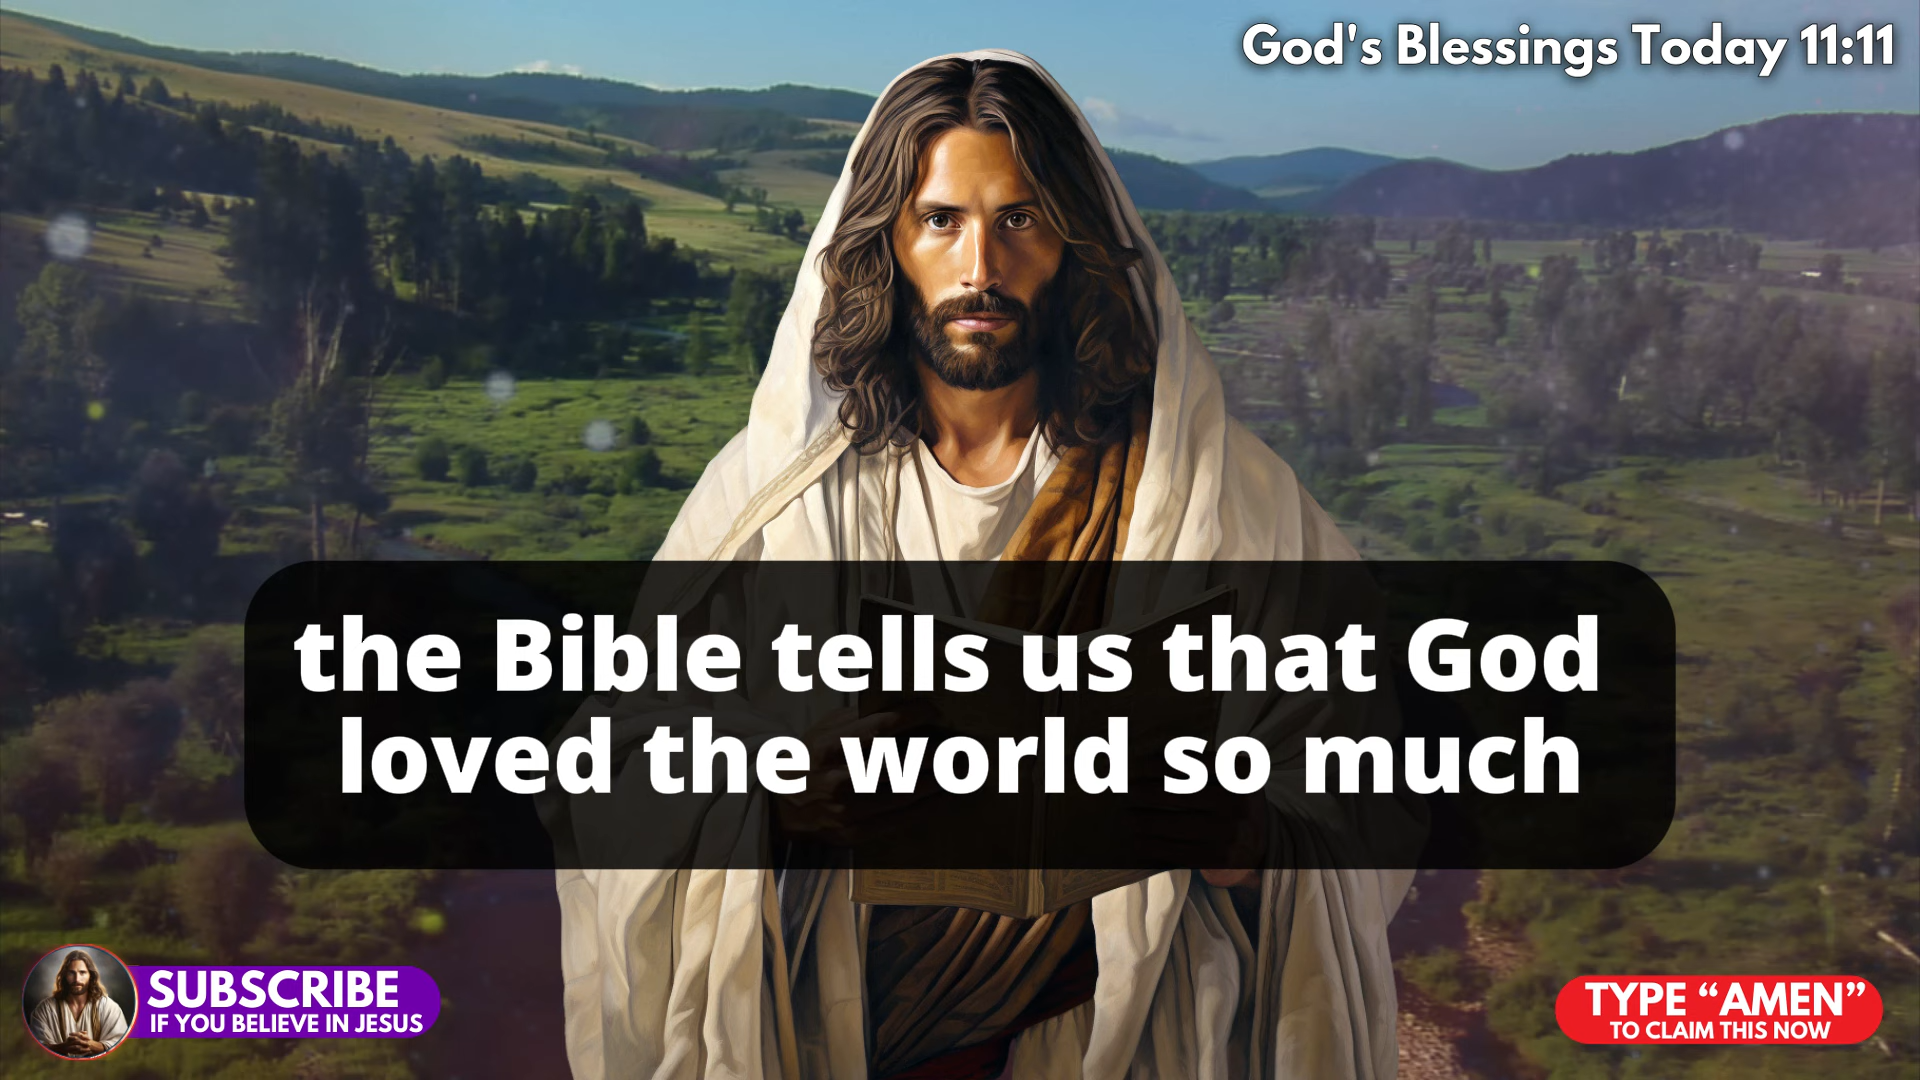 God's Blessings Today 11:11
the Bible tells us that God
loved the world so much
SUBSCRIBE
IF YOU BELIEVE IN JESUS
TYPE “AMEN”
TO CLAIM THIS NOW